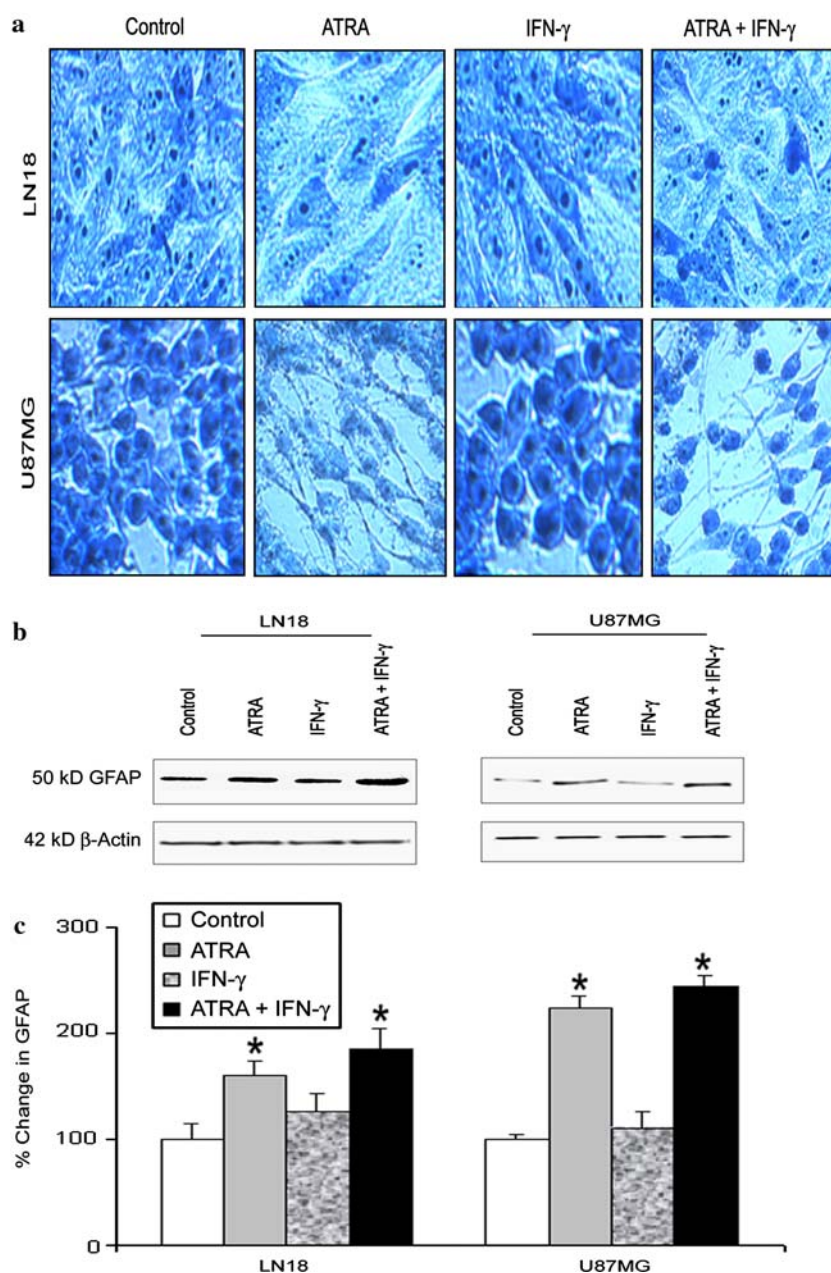 a
Control ATRA IFN-γ ATRA + IFN-γ
LN18
U87MG
b
LN18 U87MG
Control ATRA IFN-γ ATRA + IFN-γ Control ATRA IFN-γ ATRA + IFN-γ
50 kD GFAP
42 kD β-Actin
c
Control
ATRA
IFN-γ
ATRA + IFN-γ
% Change in GFAP
300
200
100
0
* * * *
LN18 U87MG